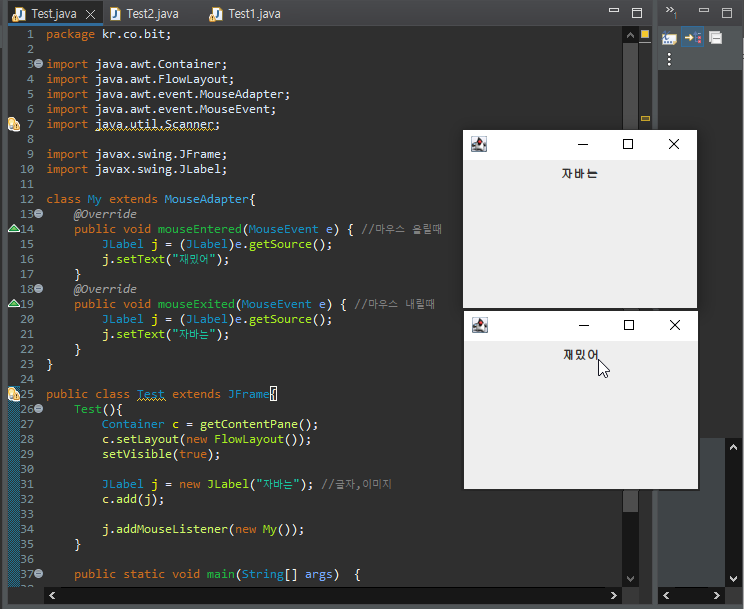 Test.java
Test2.java
Test1.java
1
1 package kr.co.bit;
2
3 import java.awt.Container;
4 import java.awt.FlowLayout;
5 import java.awt.event.MouseAdapter;
6 import java.awt.event.MouseEvent;
7 import java.util.Scanner;
8
9 import javax.swing.JFrame;
10 import javax.swing.JLabel;
11
12 class My extends MouseAdapter{
13 @Override
14 public void mouseEntered(MouseEvent e) { //마우스 올릴때
15 JLabel j = (JLabel)e.getSource();
16 j.setText("재밌어");
17 }
18 @Override
19 public void mouseExited(MouseEvent e) { //마우스 내릴때
20 JLabel j = (JLabel)e.getSource();
21 j.setText("자바는");
22 }
23 }
24
25 public class Test extends JFrame{
26 Test(){
27 Container c = getContentPane();
28 c.setLayout(new FlowLayout());
29 setVisible(true);
30
31 JLabel j = new JLabel("자바는"); //글자,이미지
32 c.add(j);
33
34 j.addMouseListener(new My());
35 }
36
37 public static void main(String[] args) {
자바는
재밌어